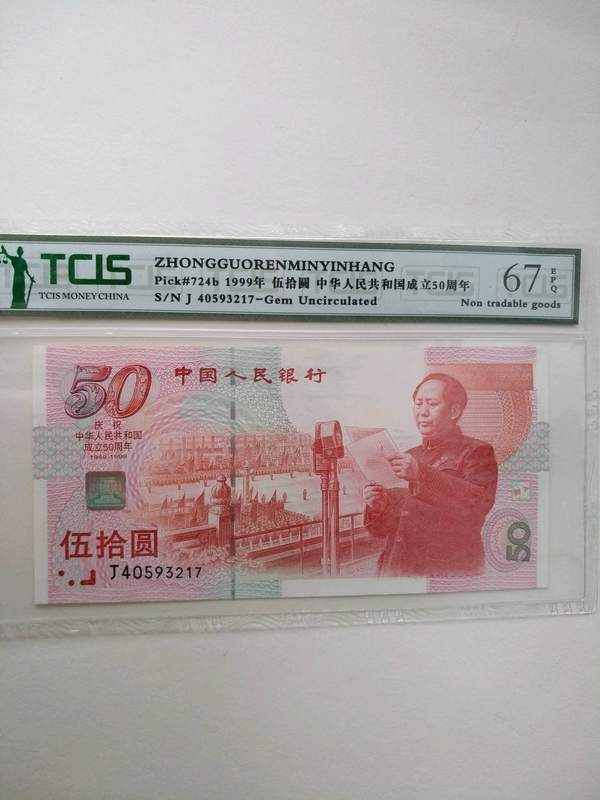 TCIS
TCIS MONEY CHINA
ZHONGGUORENMINYINHANG
Pick#724b 1999年 伍拾圓 中华人民共和国成立50周年
S/N J 40593217-Gem Uncirculated
67
EPQ
Non tradable goods
50
中国人民银行
庆祝
中华人民共和国
成立50周年
1949-1999
伍拾圆
J40593217
50